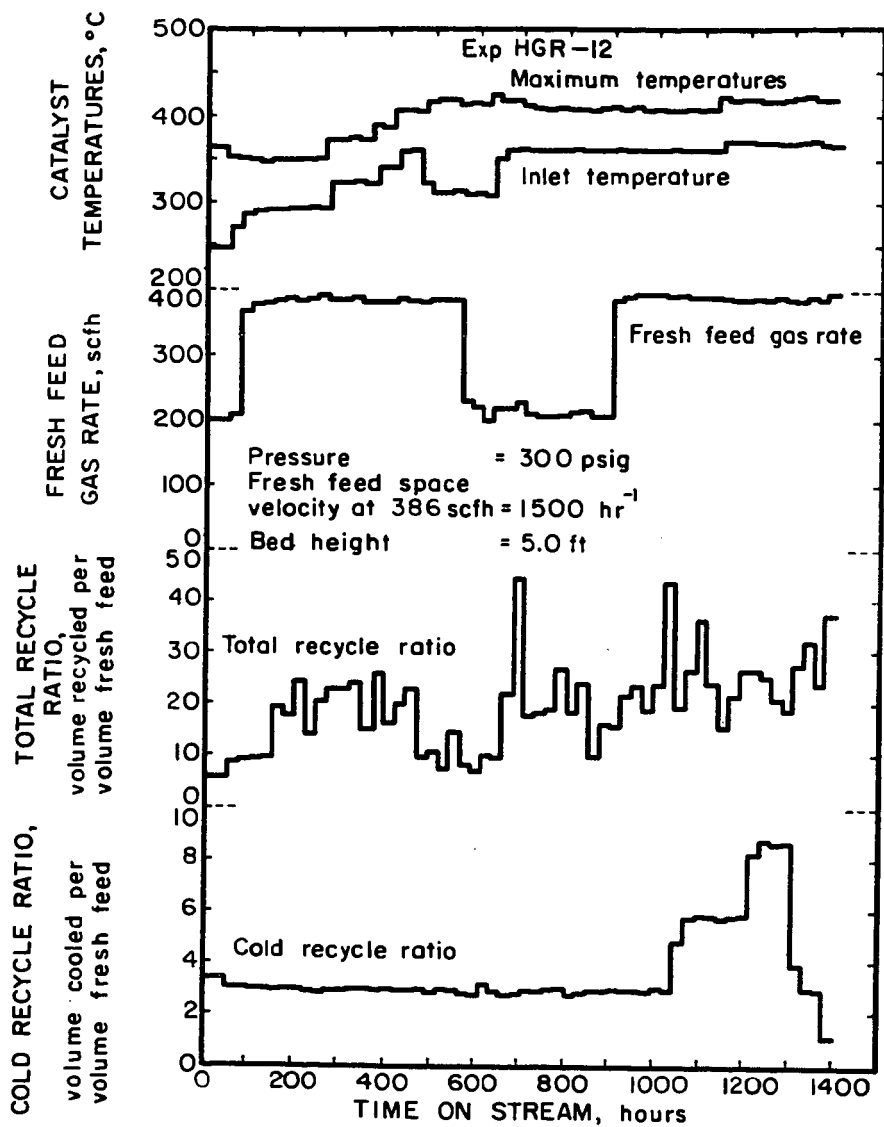 Exp HGR-12
Maximum temperatures
Inlet temperature
CATALYST
TEMPERATURES, °C
500
400
300
200
Fresh feed gas rate
FRESH FEED
GAS RATE, scfh
400
300
200
100
0
Pressure = 300 psig
Fresh feed space
velocity at 386 scfh = 1500 hr⁻¹
Bed height = 5.0 ft
TOTAL RECYCLE
RATIO,
volume recycled per
volume fresh feed
50
40
30
20
10
0
Total recycle ratio
COLD RECYCLE RATIO,
volume cooled per
volume fresh feed
10
8
6
4
2
0
Cold recycle ratio
0 200 400 600 800 1000 1200 1400
TIME ON STREAM, hours